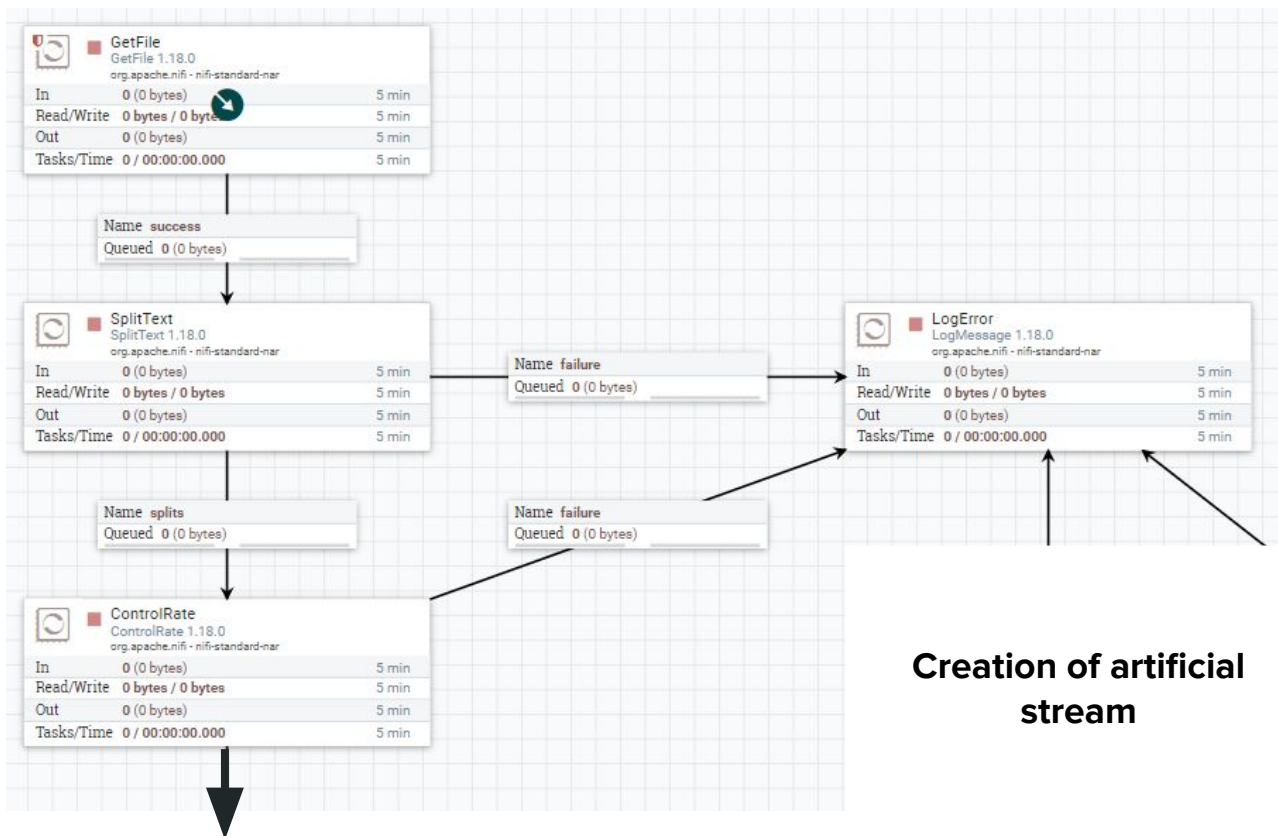 GetFile
GetFile 1.18.0
org.apache.nifi - nifi-standard-nar
In 0 (0 bytes) 5 min
Read/Write 0 bytes / 0 byte 5 min
Out 0 (0 bytes) 5 min
Tasks/Time 0 / 00:00:00.000 5 min
Name success
Queued 0 (0 bytes)
SplitText
SplitText 1.18.0
org.apache.nifi - nifi-standard-nar
In 0 (0 bytes) 5 min
Read/Write 0 bytes / 0 bytes 5 min
Out 0 (0 bytes) 5 min
Tasks/Time 0 / 00:00:00.000 5 min
Name failure
Queued 0 (0 bytes)
LogError
LogMessage 1.18.0
org.apache.nifi - nifi-standard-nar
In 0 (0 bytes) 5 min
Read/Write 0 bytes / 0 bytes 5 min
Out 0 (0 bytes) 5 min
Tasks/Time 0 / 00:00:00.000 5 min
Name splits
Queued 0 (0 bytes)
Name failure
Queued 0 (0 bytes)
ControlRate
ControlRate 1.18.0
org.apache.nifi - nifi-standard-nar
In 0 (0 bytes) 5 min
Read/Write 0 bytes / 0 bytes 5 min
Out 0 (0 bytes) 5 min
Tasks/Time 0 / 00:00:00.000 5 min
Creation of artificial
stream